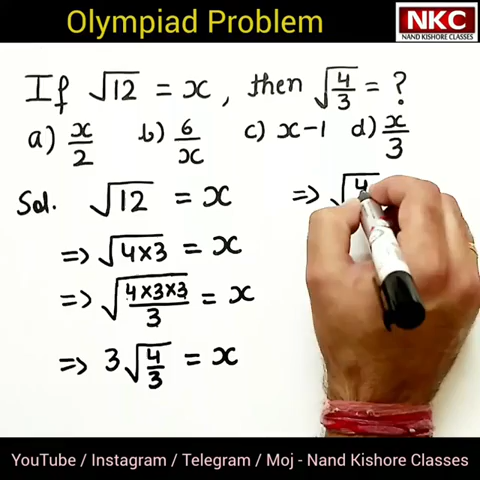 Olympiad Problem
NKC
NAND KISHORE CLASSES
If √12 = x, then √(4/3) = ?
a) x/2 b) 6/x c) x-1 d) x/3
Sol. √12 = x
=> √(4×3) = x
=> √((4×3×3)/3) = x
=> 3√(4/3) = x
=> √4
YouTube / Instagram / Telegram / Moj - Nand Kishore Classes